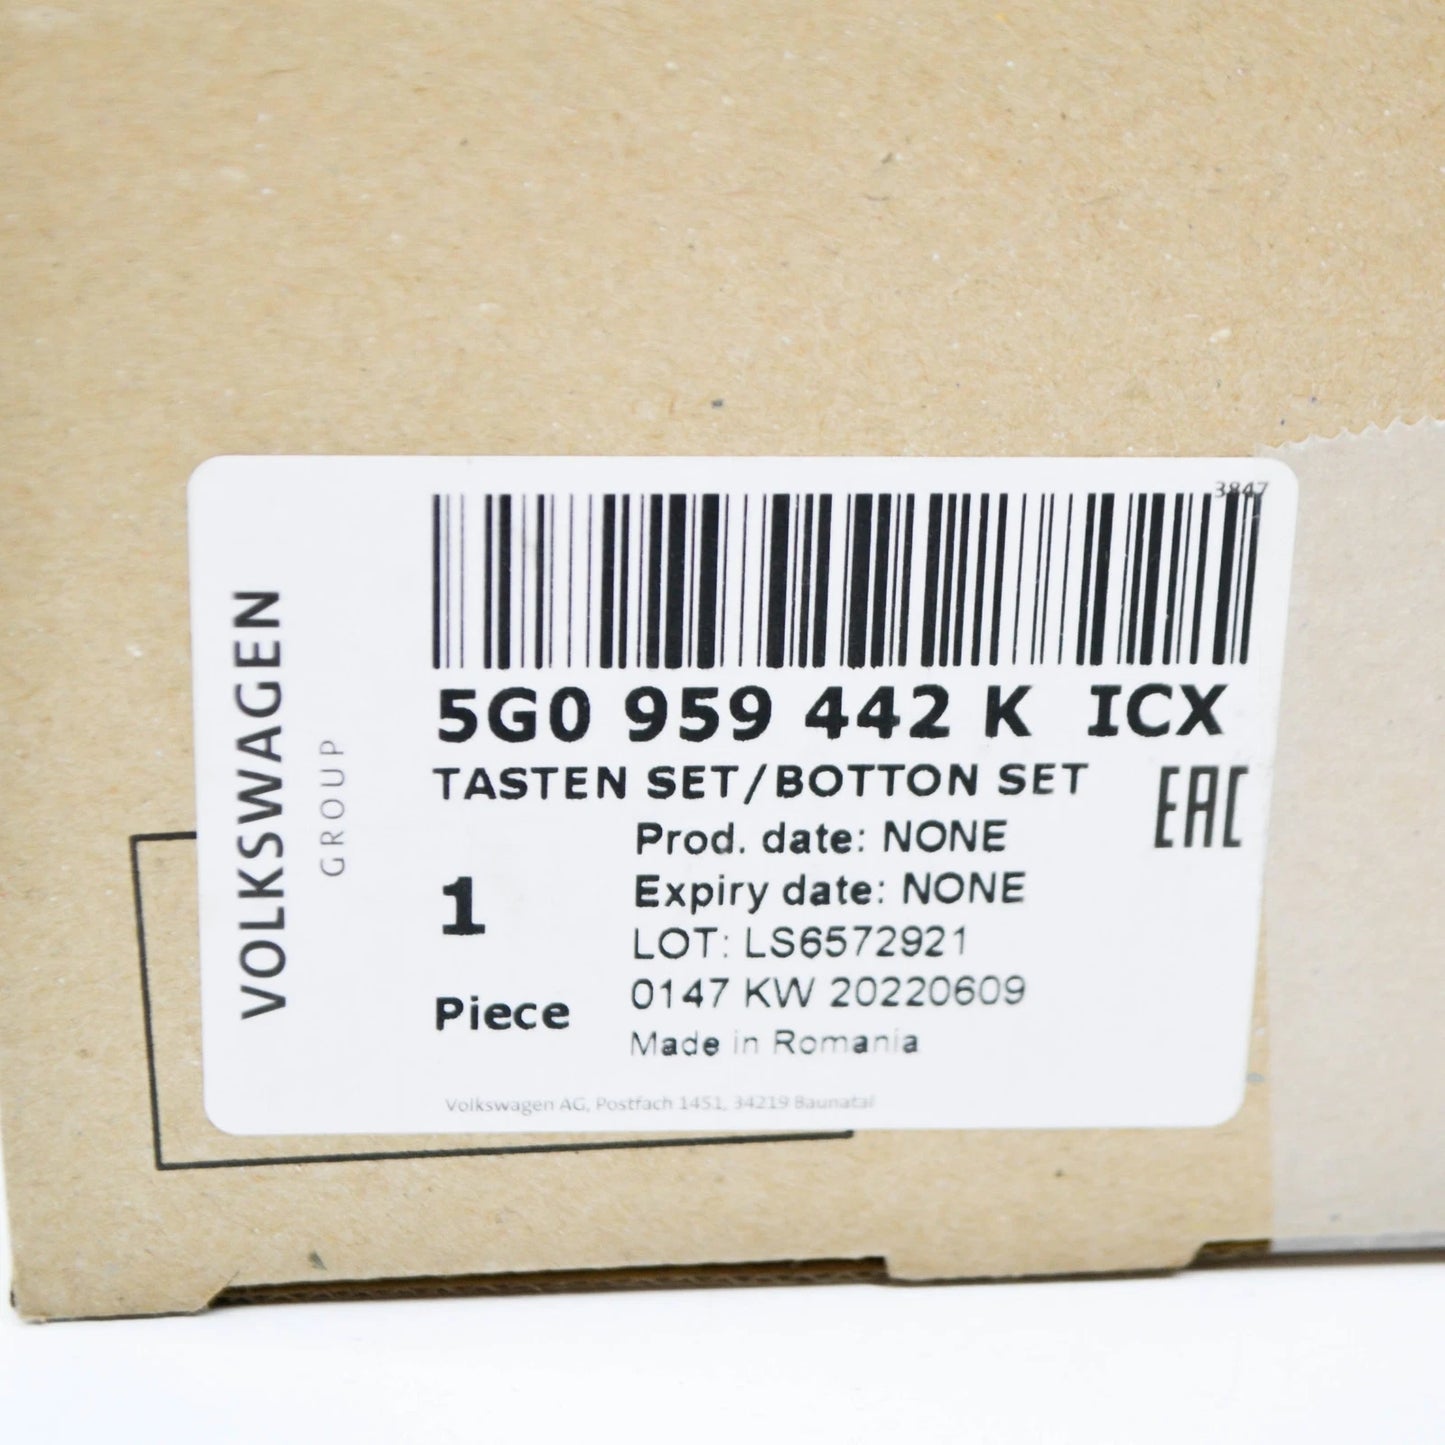 3847
VOLKSWAGEN
GROUP
5G0 959 442 K ICX
TASTEN SET/BOTTON SET
EAC
Prod. date: NONE
Expiry date: NONE
1
LOT: LS6572921
0147 KW 20220609
Piece
Made in Romania
Volkswagen AG, Postfach 1451, 34219 Baunatal